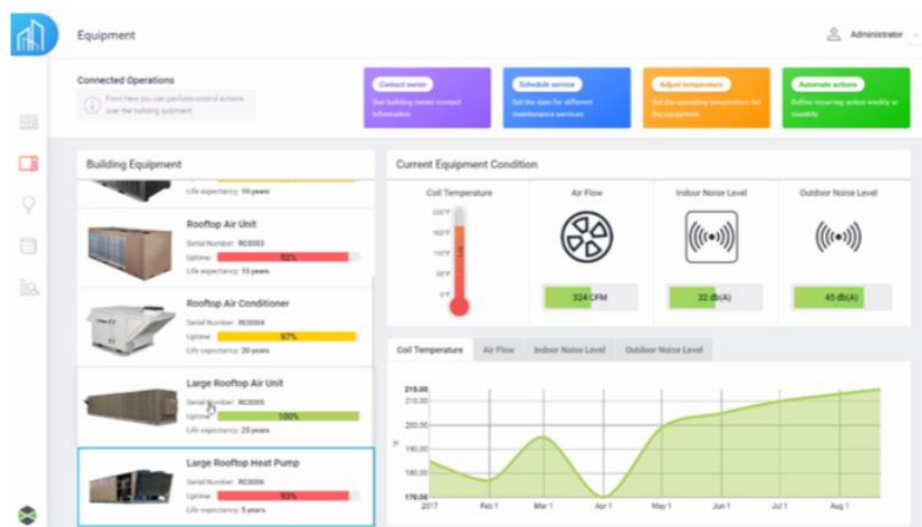 Equipment
Administrator
Connected Operations
From here you can perform control actions
over the building quipment
Contact owner
See building owner contact
information
Schedule service
Set the date for different
maintenance services
Adjust temperature
Set the operating temperature for
the equipment
Automate actions
Define recurring action weekly or
monthly
Building Equipment
Life expectancy: 10 years
Rooftop Air Unit
Serial Number: RC0003
Uptime: 92%
Life expectancy: 15 years
Rooftop Air Conditioner
Serial Number: RC0004
Uptime: 97%
Life expectancy: 20 years
Large Rooftop Air Unit
Serial Number: RC0005
Uptime: 100%
Life expectancy: 25 years
Large Rooftop Heat Pump
Serial Number: RC0006
Uptime: 93%
Life expectancy: 5 years
Current Equipment Condition
Coil Temperature
Air Flow
324 CFM
Indoor Noise Level
32 db(A)
Outdoor Noise Level
45 db(A)
Coil Temperature Air Flow Indoor Noise Level Outdoor Noise Level
215.00
210.00
200.00
190.00
180.00
170.00
°F
2017 Feb 1 Mar 1 Apr 1 May 1 Jun 1 Jul 1 Aug 1